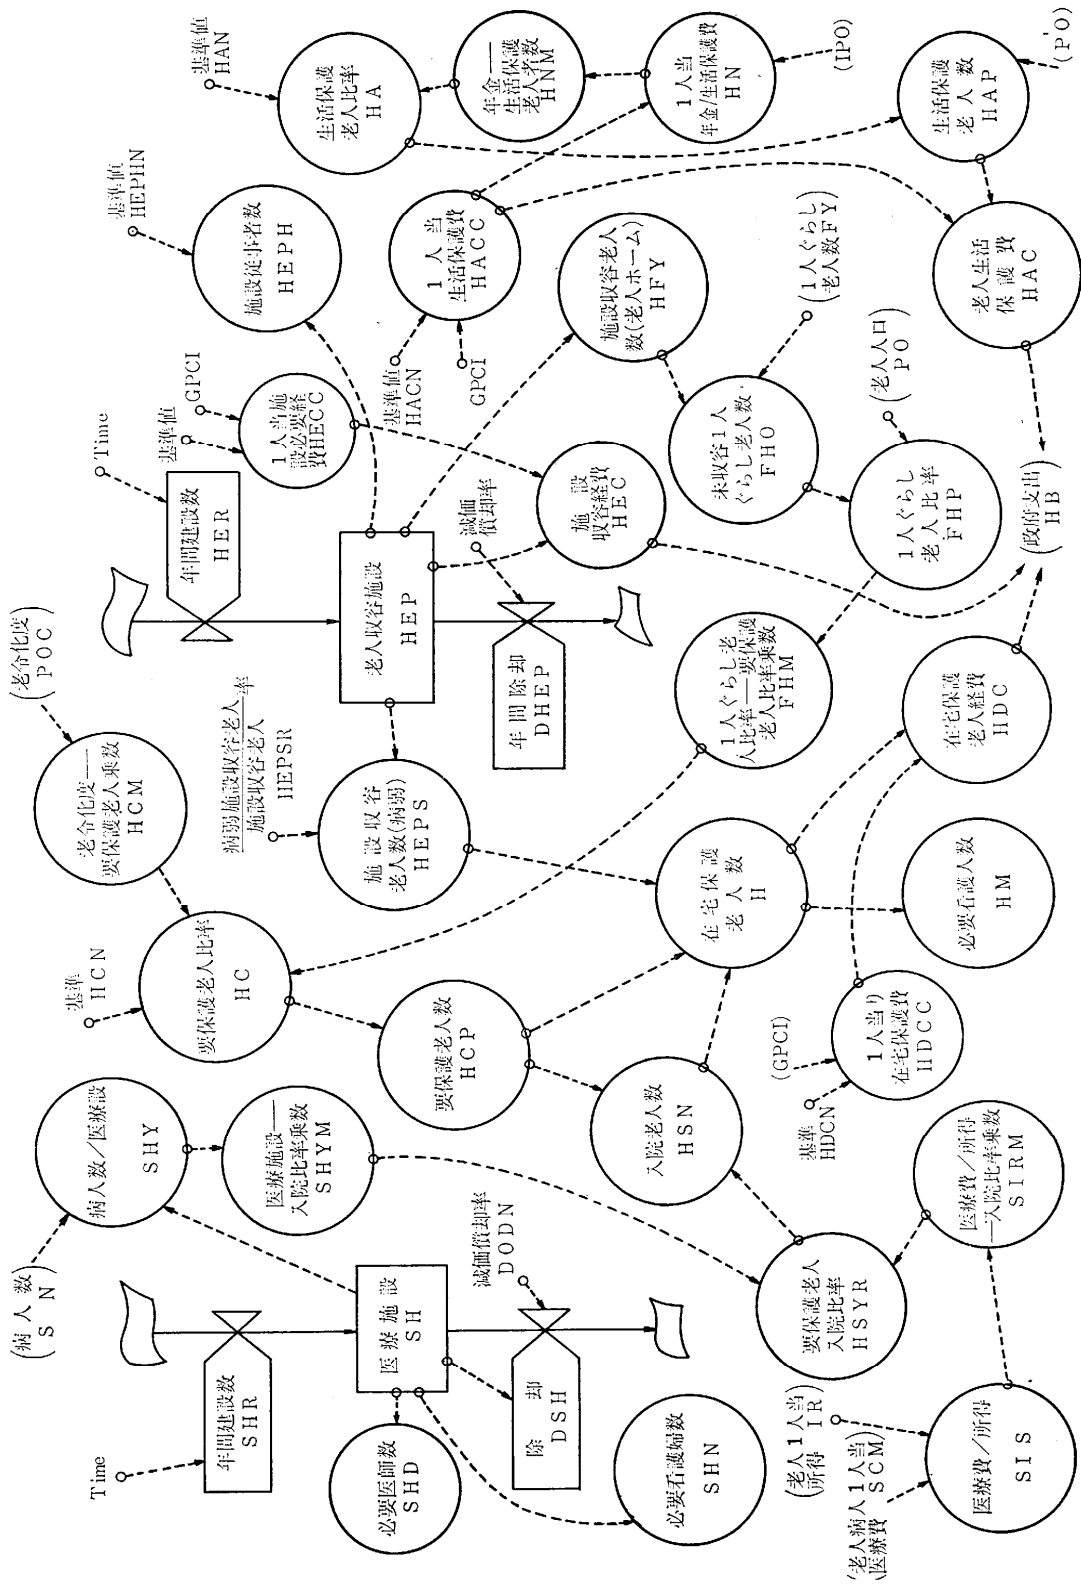 Time
年間建設数
SHR
(病人数)
S N
病人数／医療設
SHY
医療施設——
入院比率乗数
SHYM
医療施設
SH
必要医師数
SHD
除　却
DSH
減価償却率
DODN
必要看護婦数
SHN
(老人1人当)
所得 IR
(老人病人1人当)
医療費 SCM
医療費／所得
SIS
医療費／所得
—入院比率乗数
SIRM
要保護老人
入院比率
HSYR
入院老人数
HSN
基準
HCN
要保護老人比率
HC
要保護老人数
HCP
(老令化度)
POC
老令化度——
要保護老人乗数
HCM
病弱施設収容老人率
施設収容老人
HEPSR
施設収容
老人数(病弱)
HEPS
在宅保護
老人数
H
必要看護人数
HM
(GPCI)
基準
HDCN
1人当り
在宅保護費
HDCC
在宅保護
老人経費
HDC
Time
年間建設数
HER
老人収容施設
HEP
年間除却
DHEP
減価
償却率
基準値
GPCI
1人当施
設必要経
費HECC
施設
収容経費
HEC
基準値
HEPHN
施設従事者数
HEPH
基準値
HACN
GPCI
1人当
生活保護費
HACC
施設収容老人
数(老人ホーム)
HFY
(1人ぐらし)
老人数FY
未収容1人
ぐらし老人数
FHO
(老人人口)
PO
1人ぐらし
老人比率
FHP
1人ぐらし老
人比率——要保護
老人比率乗数
FHM
(政府支出)
HB
基準値
HAN
生活保護
老人比率
HA
年金——
生活保護
老人者数
HNM
1人当
年金/生活保護費
HN
(IPO)
生活保護
老人数
HAP
(P'O)
老人生活
保護費
HAC